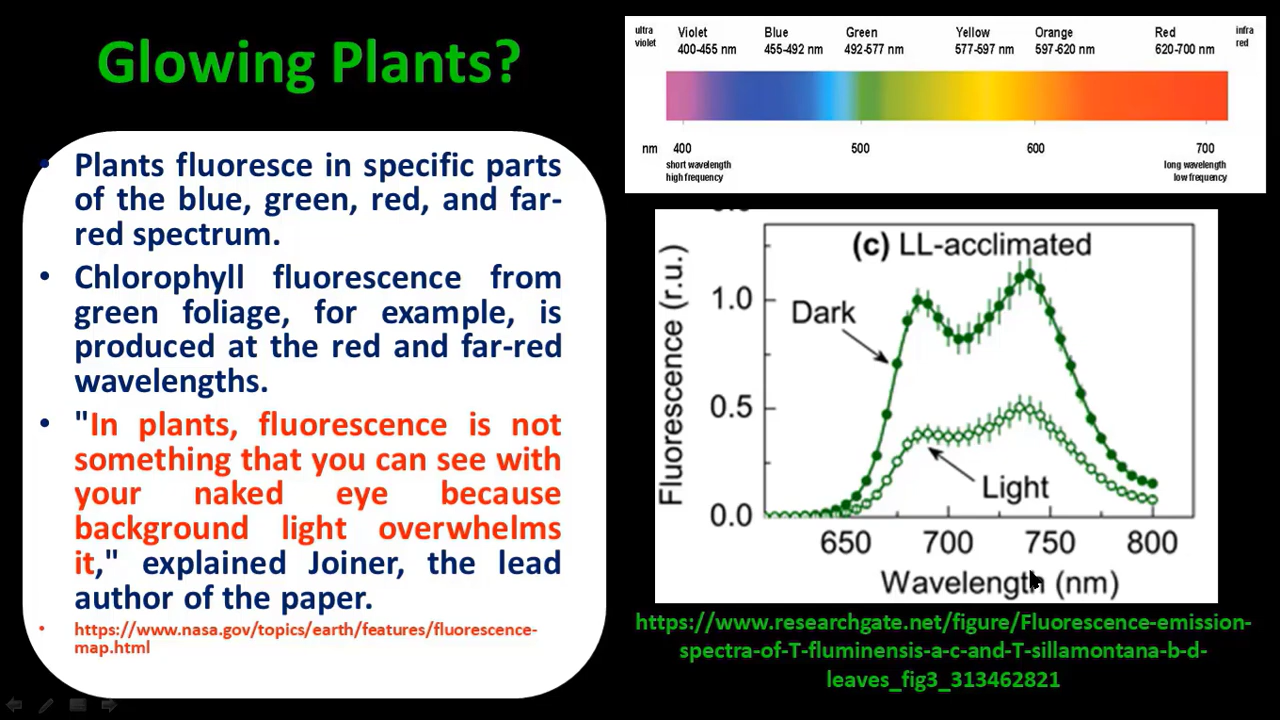 Glowing Plants?
• Plants fluoresce in specific parts
of the blue, green, red, and far-
red spectrum.
• Chlorophyll fluorescence from
green foliage, for example, is
produced at the red and far-red
wavelengths.
• "In plants, fluorescence is not
something that you can see with
your naked eye because
background light overwhelms
it," explained Joiner, the lead
author of the paper.
• https://www.nasa.gov/topics/earth/features/fluorescence-
map.html
ultra violet
Violet 400-455 nm
Blue 455-492 nm
Green 492-577 nm
Yellow 577-597 nm
Orange 597-620 nm
Red 620-700 nm
infra red
nm 400 500 600 700
short wavelength
high frequency
long wavelength
low frequency
(c) LL-acclimated
Fluorescence (r.u.)
1.0
0.5
0.0
Dark
Light
650 700 750 800
Wavelength (nm)
https://www.researchgate.net/figure/Fluorescence-emission-
spectra-of-T-fluminensis-a-c-and-T-sillamontana-b-d-
leaves_fig3_313462821